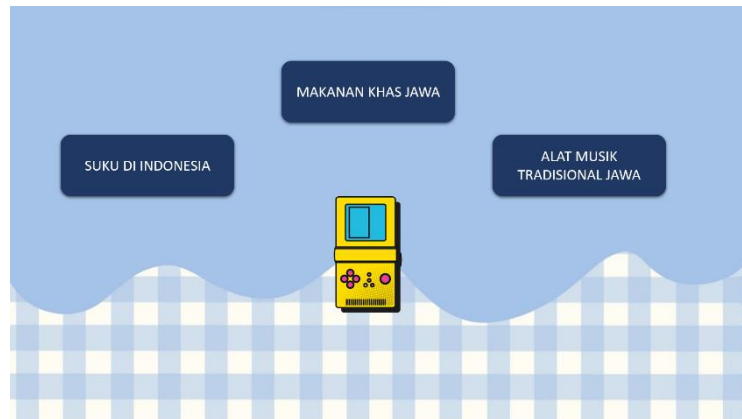 MAKANAN KHAS JAWA
SUKU DI INDONESIA
ALAT MUSIK
TRADISIONAL JAWA